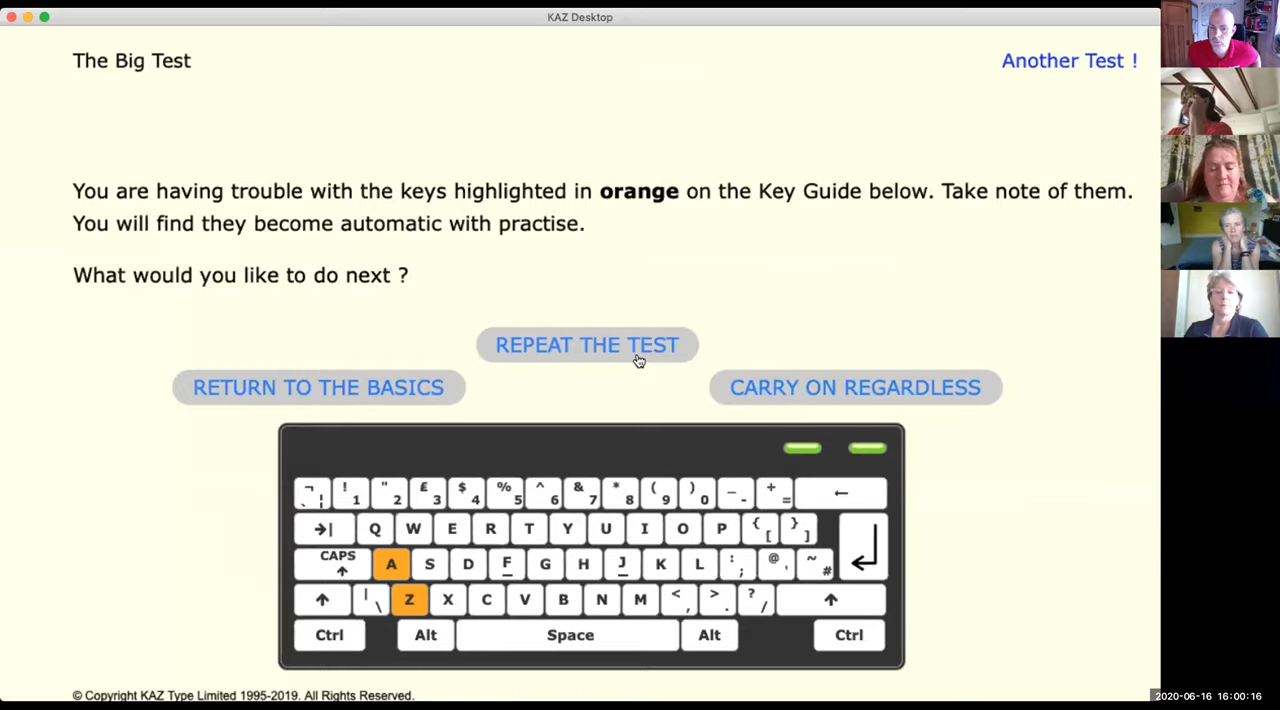 KAZ Desktop
The Big Test
Another Test !
You are having trouble with the keys highlighted in orange on the Key Guide below. Take note of them.
You will find they become automatic with practise.
What would you like to do next ?
REPEAT THE TEST
RETURN TO THE BASICS
CARRY ON REGARDLESS
¬ ` ¦ ! 1 " 2 £ 3 $ 4 % 5 ^ 6 & 7 * 8 ( 9 ) 0 _ - + = ←
→| Q W E R T Y U I O P { [ } ]
CAPS ↑ A S D F G H J K L : ; @ ' ~ # ↵
↑ | \ Z X C V B N M < , > . ? / ↑
Ctrl Alt Space Alt Ctrl
© Copyright KAZ Type Limited 1995-2019. All Rights Reserved.
2020-06-16 16:00:16